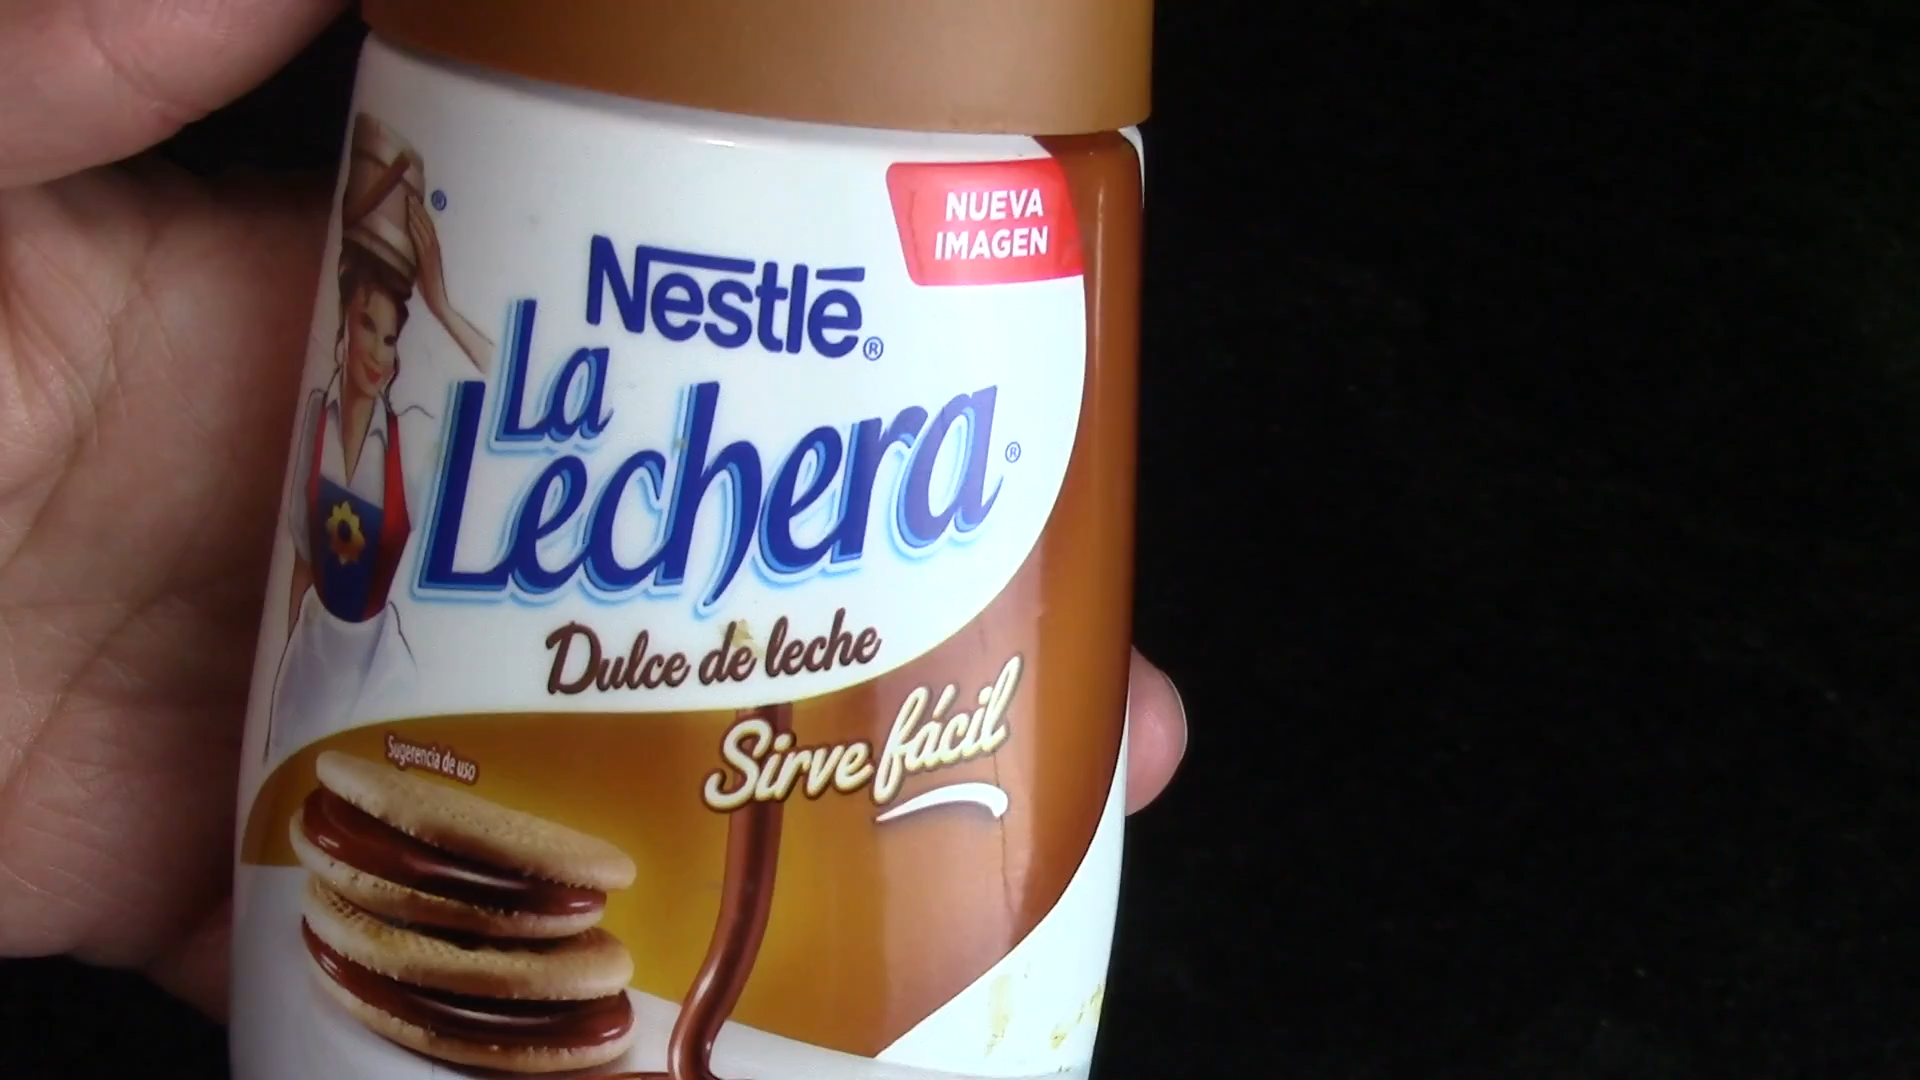 NUEVA
IMAGEN
Nestlé®
La
Lechera®
Dulce de leche
Sirve fácil
Sugerencia de uso
®